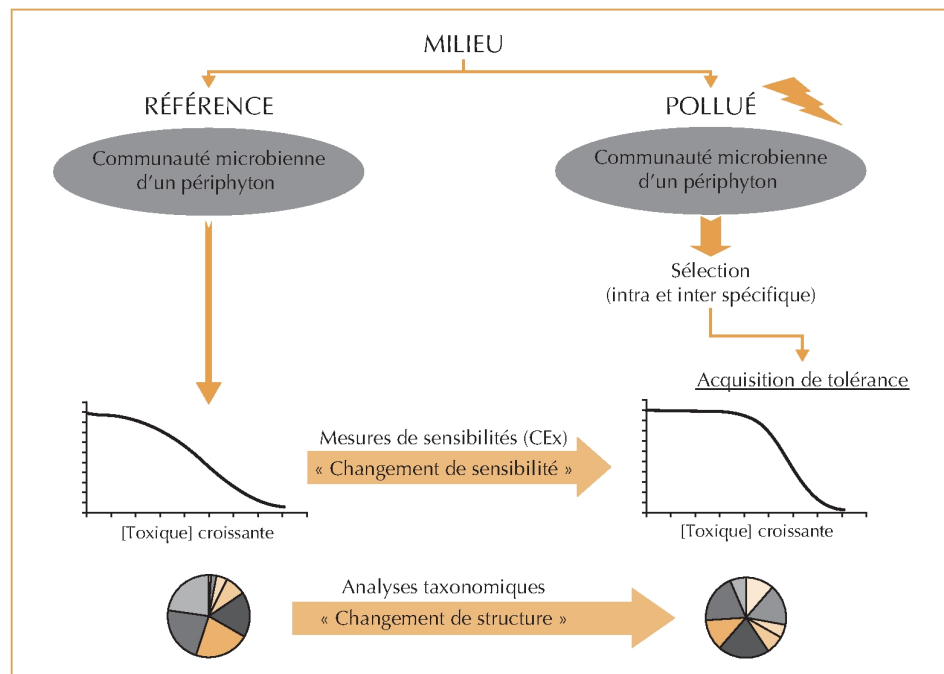 MILIEU
RÉFÉRENCE
POLLUÉ
Communauté microbienne
d'un périphyton
Communauté microbienne
d'un périphyton
Sélection
(intra et inter spécifique)
Acquisition de tolérance
Mesures de sensibilités (CEx)
« Changement de sensibilité »
[Toxique] croissante
[Toxique] croissante
Analyses taxonomiques
« Changement de structure »